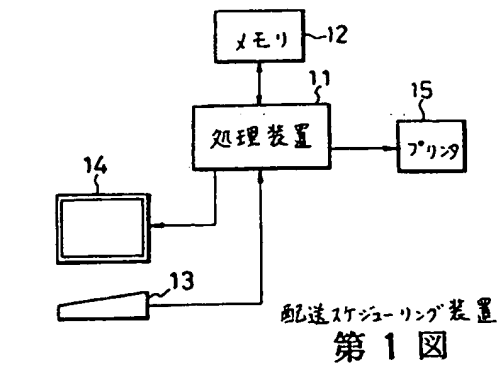 メモリ 12
11
処理装置
15
プリンタ
14
13
配送スケジューリング装置
第1図